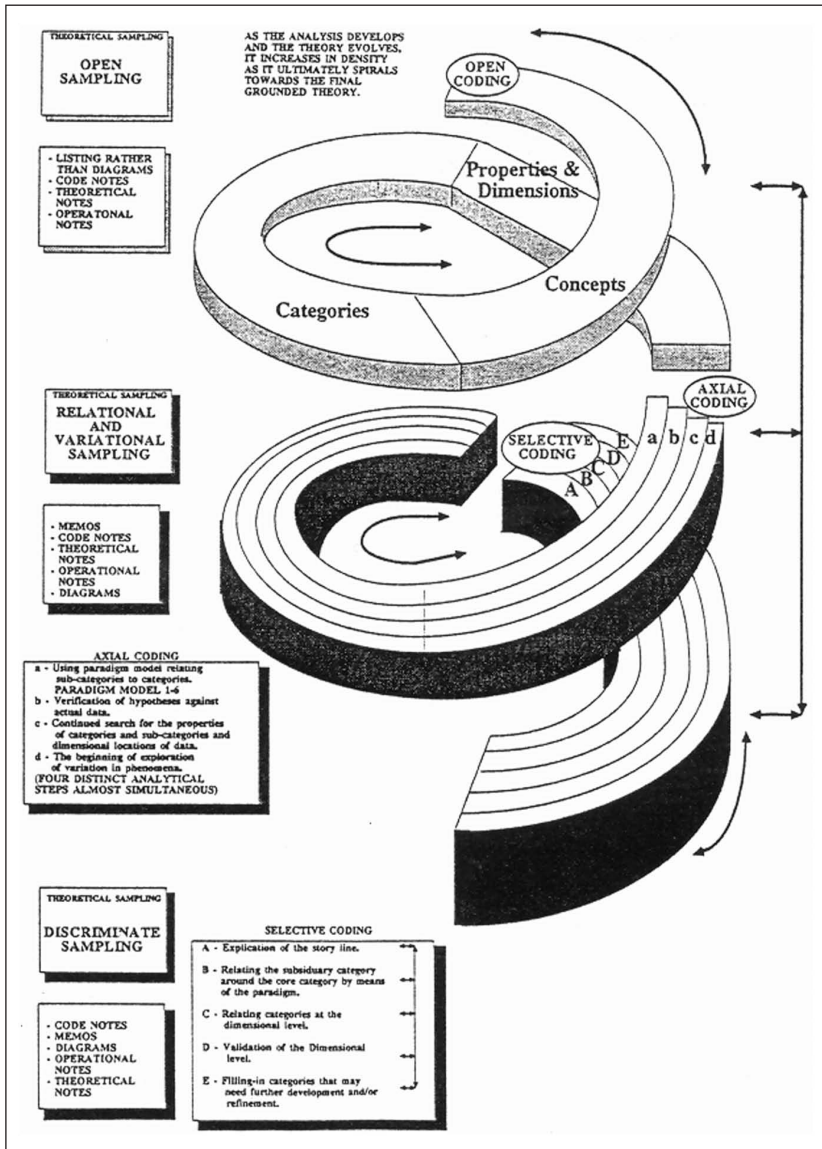 THEORETICAL SAMPLING
OPEN
SAMPLING
AS THE ANALYSIS DEVELOPS
AND THE THEORY EVOLVES,
IT INCREASES IN DENSITY
AS IT ULTIMATELY SPIRALS
TOWARDS THE FINAL
GROUNDED THEORY.
OPEN
CODING
- LISTING RATHER
THAN DIAGRAMS
- CODE NOTES
- THEORETICAL
NOTES
- OPERATONAL
NOTES
Properties &
Dimensions
Concepts
Categories
THEORETICAL SAMPLING
RELATIONAL
AND
VARIATIONAL
SAMPLING
AXIAL
CODING
SELECTIVE
CODING
A
B
C
D
E
a
b
c
d
- MEMOS
- CODE NOTES
- THEORETICAL
NOTES
- OPERATIONAL
NOTES
- DIAGRAMS
AXIAL CODING
a - Using paradigm model relating
sub-categories to categories.
PARADIGM MODEL 1-6
b - Verification of hypotheses against
actual data.
c - Continued search for the properties
of categories and sub-categories and
dimensional locations of data.
d - The beginning of exploration
of variation in phenomena.
(FOUR DISTINCT ANALYTICAL
STEPS ALMOST SIMULTANEOUS)
THEORETICAL SAMPLING
DISCRIMINATE
SAMPLING
- CODE NOTES
- MEMOS
- DIAGRAMS
- OPERATIONAL
NOTES
- THEORETICAL
NOTES
SELECTIVE CODING
A - Explication of the story line.
B - Relating the subsiduary category
around the core category by means
of the paradigm.
C - Relating categories at the
dimensional level.
D - Validation of the Dimensional
level.
E - Filling-in categories that may
need further development and/or
refinement.